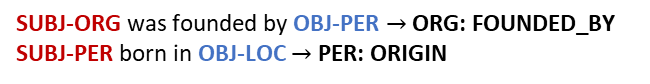 SUBJ-ORG was founded by OBJ-PER → ORG: FOUNDED_BY
SUBJ-PER born in OBJ-LOC → PER: ORIGIN